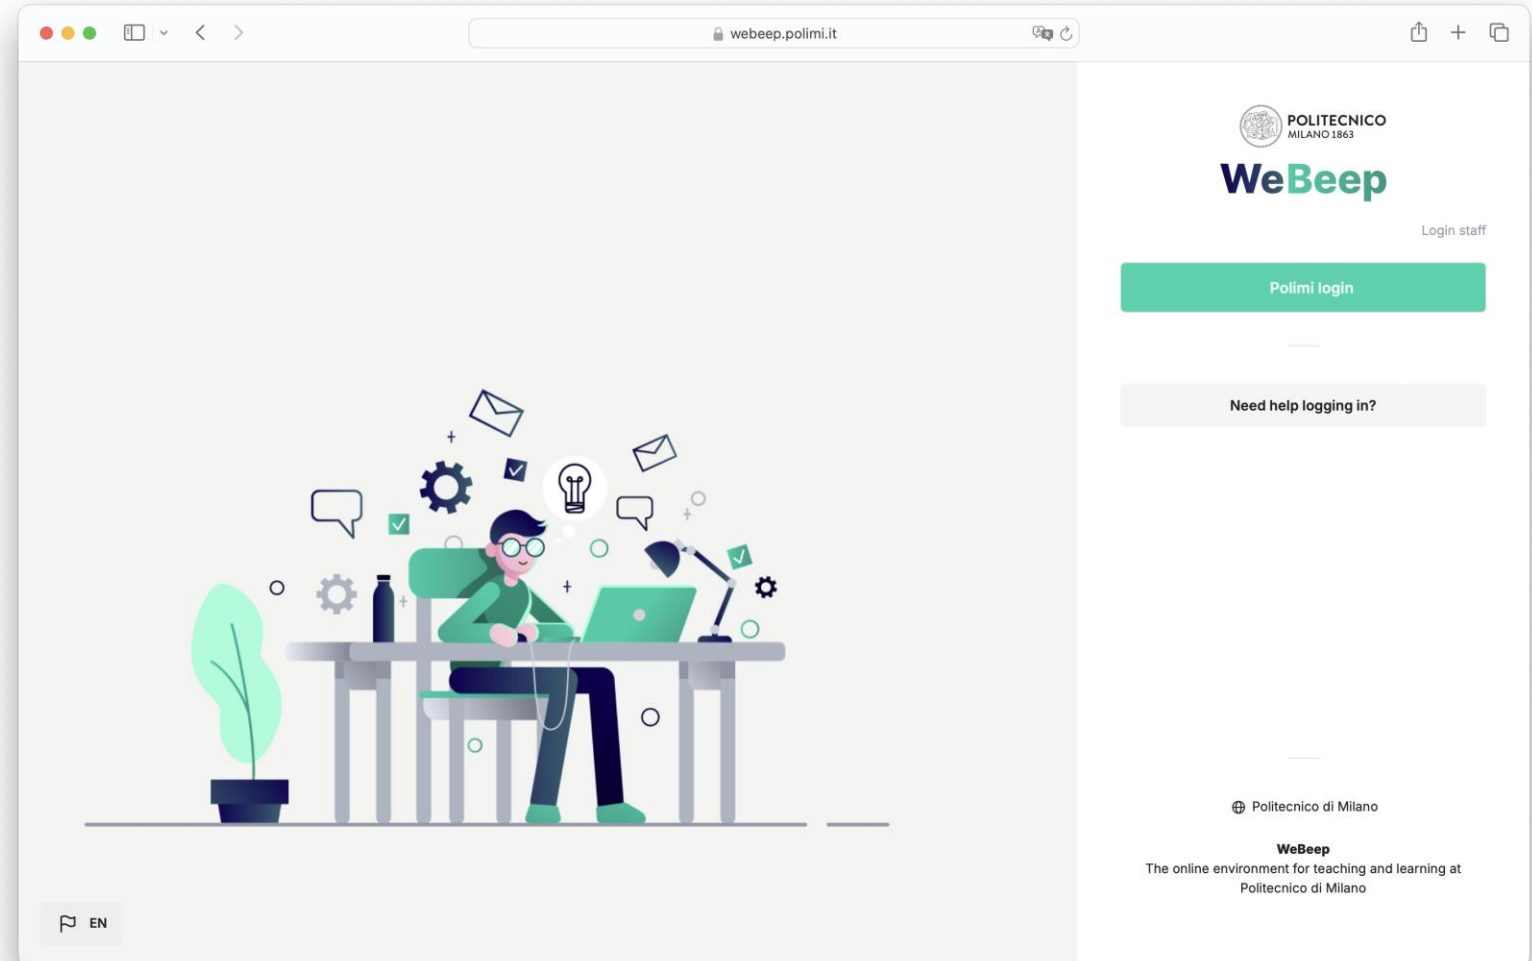 webeep.polimi.it
POLITECNICO
MILANO 1863
WeBeep
Login staff
Polimi login
Need help logging in?
Politecnico di Milano
WeBeep
The online environment for teaching and learning at
Politecnico di Milano
EN